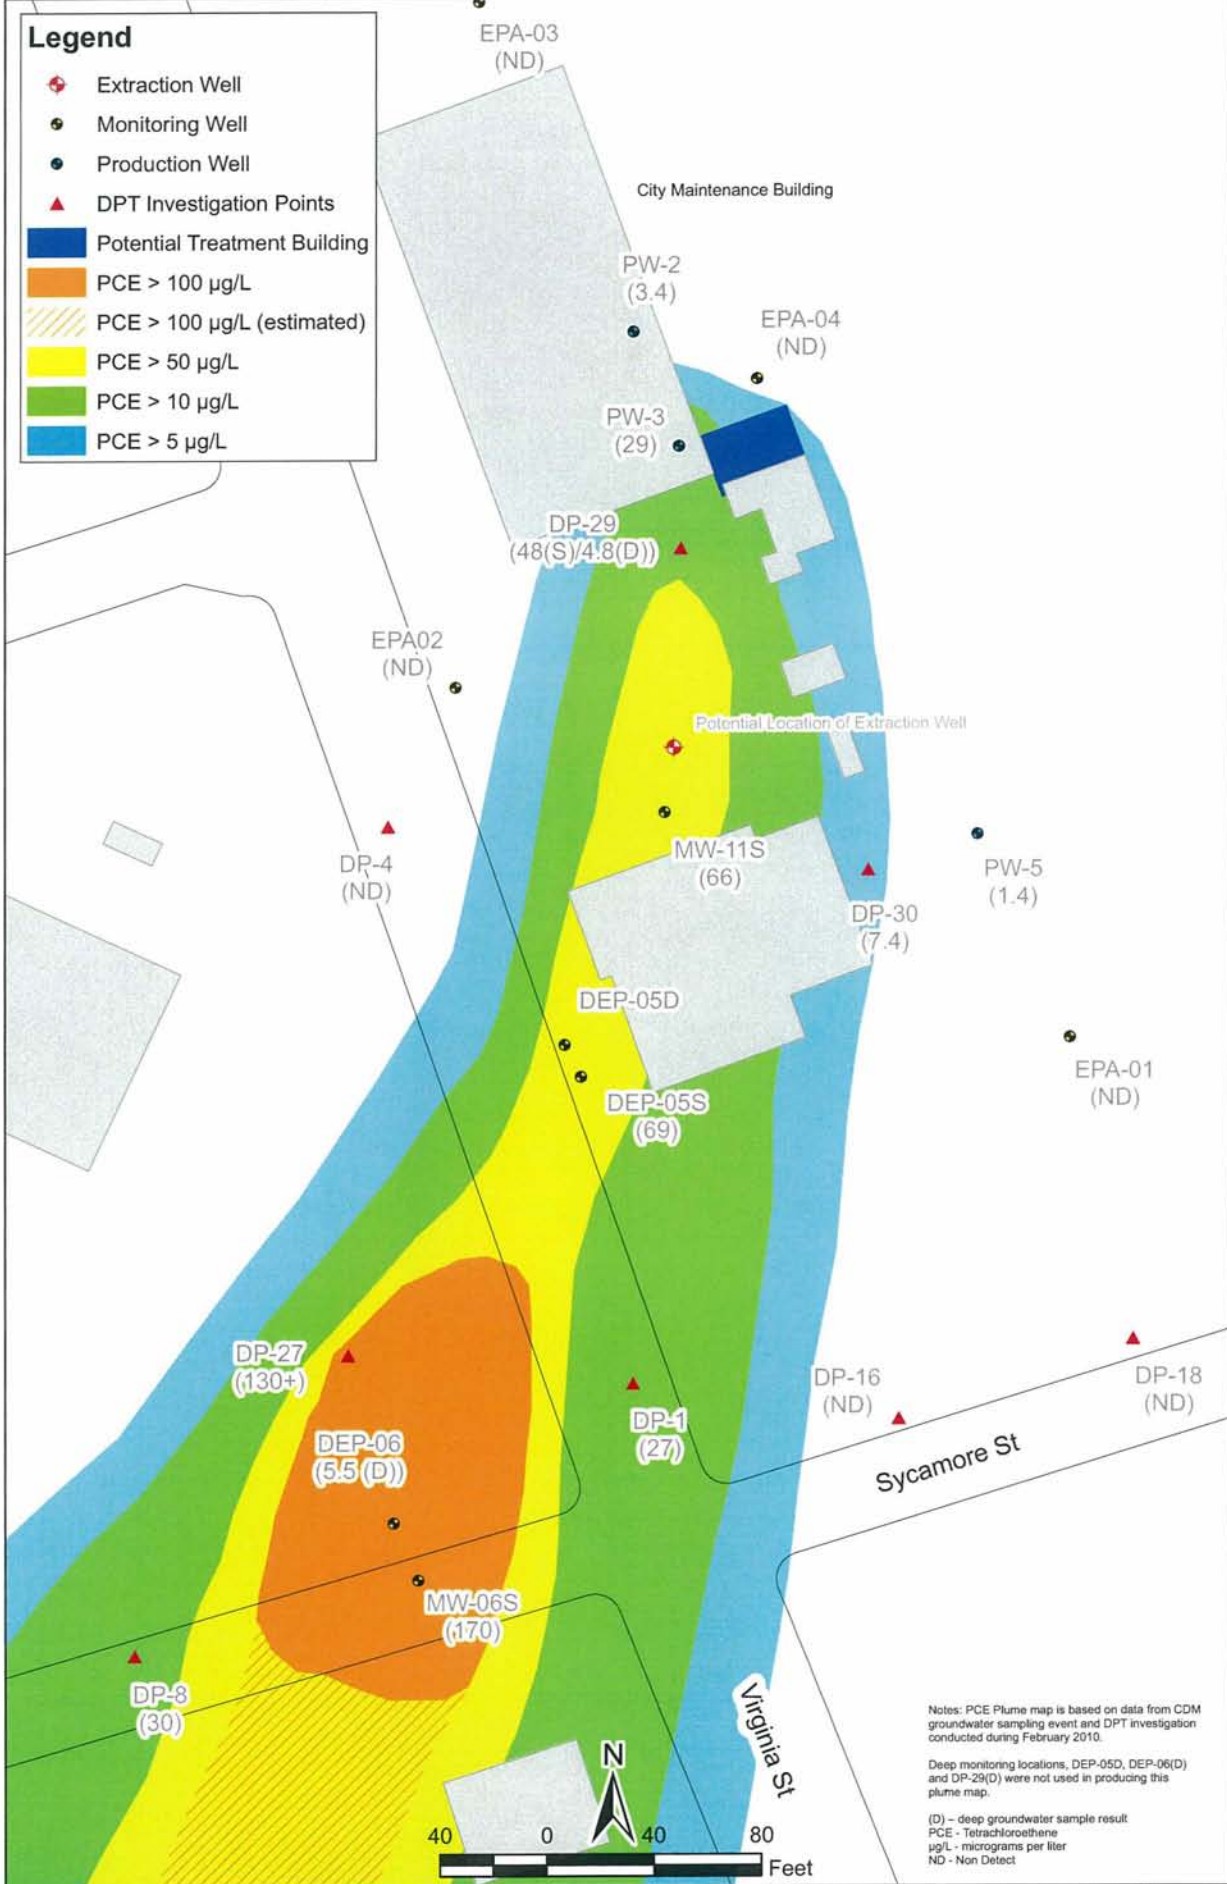 Legend
Extraction Well
Monitoring Well
Production Well
DPT Investigation Points
Potential Treatment Building
PCE > 100 µg/L
PCE > 100 µg/L (estimated)
PCE > 50 µg/L
PCE > 10 µg/L
PCE > 5 µg/L
EPA-03
(ND)
City Maintenance Building
PW-2
(3.4)
EPA-04
(ND)
PW-3
(29)
DP-29
(48(S)/4.8(D))
EPA02
(ND)
Potential Location of Extraction Well
DP-4
(ND)
MW-11S
(66)
PW-5
(1.4)
DP-30
(7.4)
DEP-05D
EPA-01
(ND)
DEP-05S
(69)
DP-27
(130+)
DP-16
(ND)
DP-18
(ND)
DP-1
(27)
DEP-06
(5.5 (D))
Sycamore St
MW-06S
(170)
DP-8
(30)
Virginia St
N
40 0 40 80
Feet
Notes: PCE Plume map is based on data from CDM
groundwater sampling event and DPT investigation
conducted during February 2010.
Deep monitoring locations, DEP-05D, DEP-06(D)
and DP-29(D) were not used in producing this
plume map.
(D) – deep groundwater sample result
PCE - Tetrachloroethene
µg/L - micrograms per liter
ND - Non Detect